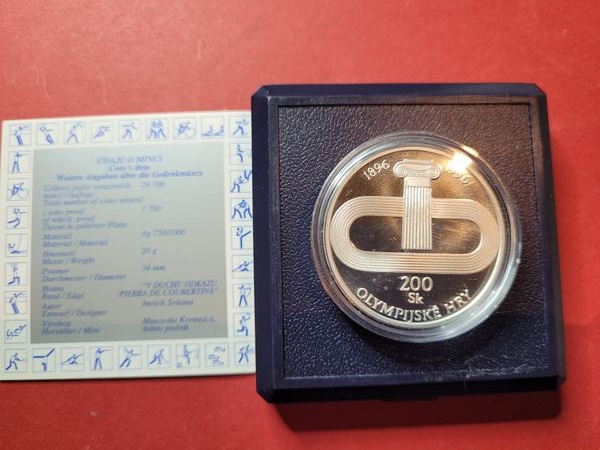 ÚDAJE O MINCI
Coin's data
Weitere Angaben über die Gedenkmünze
Celkový počet vyrazených 24 700
mincí / Auflage
Total number of coins minted
z toho proof 1 700
of which: proof
Davon in polierter Platte
Materiál Ag 750/1000
Material / Material
Hmotnosť 20 g
Masse / Weight
Priemer 34 mm
Durchmesser / Diameter
Hrana "V DUCHU ODKAZU
Rand / Edge PIERRA DE COUBERTINA"
Autor Imrich Svitana
Entwurf / Designer
Výrobca Mincovňa Kremnica,
Hersteller / Mint štátny podnik
1896
200
Sk
OLYMPIJSKÉ HRY